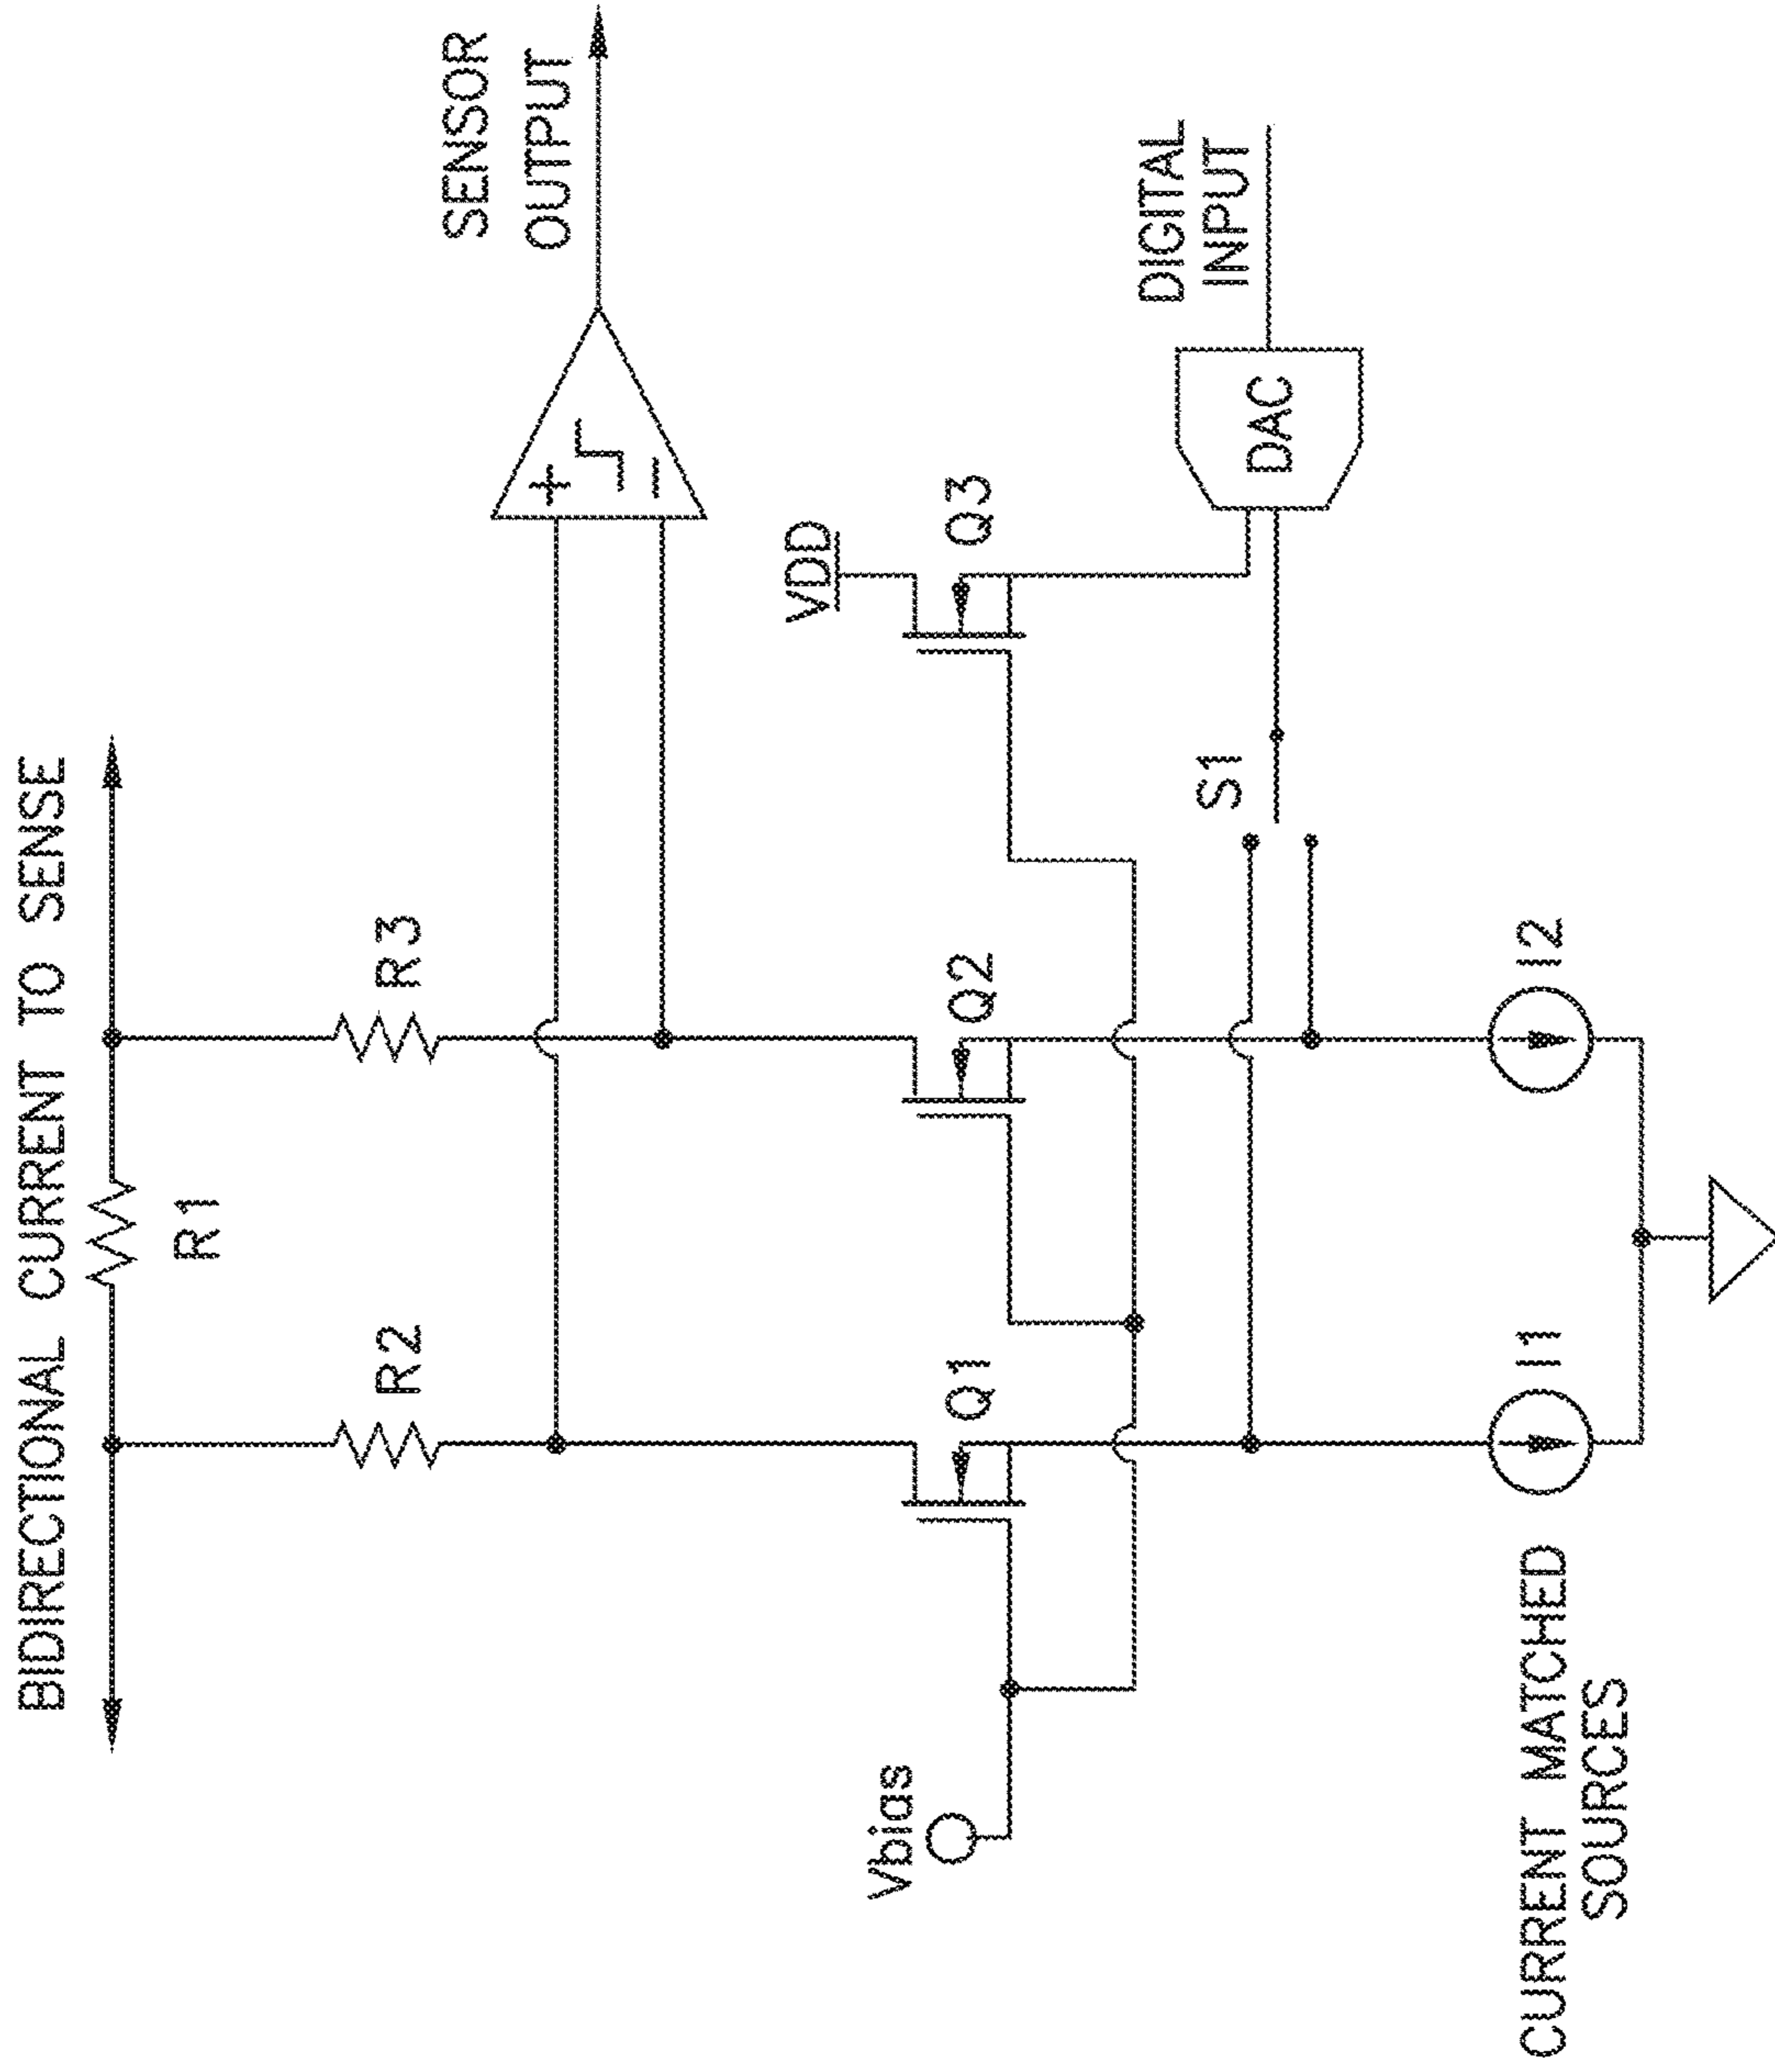 BIDIRECTIONAL CURRENT TO SENSE
R1
R2
R3
SENSOR
OUTPUT
+
−
VDD
Vbias
Q1
Q2
Q3
S1
DIGITAL
INPUT
DAC
I1
I2
CURRENT MATCHED
SOURCES